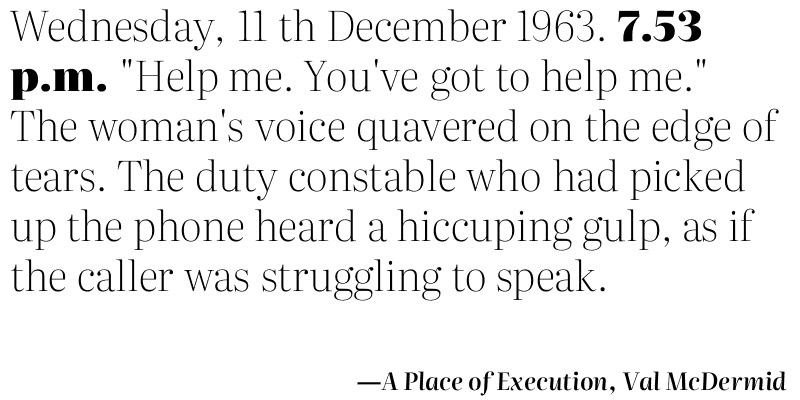 Wednesday, 11 th December 1963. 7.53
p.m. "Help me. You've got to help me."
The woman's voice quavered on the edge of
tears. The duty constable who had picked
up the phone heard a hiccuping gulp, as if
the caller was struggling to speak.
—A Place of Execution, Val McDermid